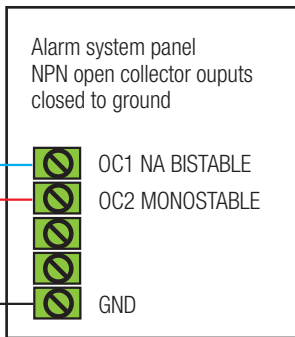 Alarm system panel
NPN open collector ouputs
closed to ground
OC1 NA BISTABLE
OC2 MONOSTABLE
GND